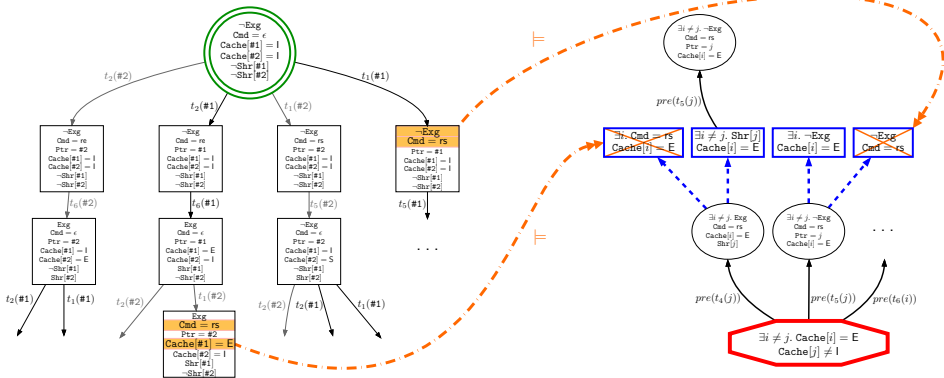 ¬Exg
Cmd = ϵ
Cache[#1] = I
Cache[#2] = I
¬Shr[#1]
¬Shr[#2]
t₂(#2)
t₂(#1)
t₁(#2)
t₁(#1)
¬Exg
Cmd = re
Ptr = #2
Cache[#1] = I
Cache[#2] = I
¬Shr[#1]
¬Shr[#2]
¬Exg
Cmd = re
Ptr = #1
Cache[#1] = I
Cache[#2] = I
¬Shr[#1]
¬Shr[#2]
¬Exg
Cmd = rs
Ptr = #2
Cache[#1] = I
Cache[#2] = I
¬Shr[#1]
¬Shr[#2]
¬Exg
Cmd = rs
Ptr = #1
Cache[#1] = I
Cache[#2] = I
¬Shr[#1]
¬Shr[#2]
t₆(#2)
t₆(#1)
t₅(#2)
t₅(#1)
Exg
Cmd = ϵ
Ptr = #2
Cache[#1] = I
Cache[#2] = E
¬Shr[#1]
Shr[#2]
Exg
Cmd = ϵ
Ptr = #1
Cache[#1] = E
Cache[#2] = I
Shr[#1]
¬Shr[#2]
¬Exg
Cmd = ϵ
Ptr = #2
Cache[#1] = I
Cache[#2] = S
¬Shr[#1]
Shr[#2]
. . .
t₂(#1)
t₁(#1)
t₂(#2)
t₁(#2)
t₂(#2)
t₂(#1)
t₁(#1)
Exg
Cmd = rs
Ptr = #2
Cache[#1] = E
Cache[#2] = I
Shr[#1]
¬Shr[#2]
⊨
⊨
∃i ≠ j. ¬Exg
Cmd = rs
Ptr = j
Cache[i] = E
pre(t₅(j))
∃i. Cmd = rs
Cache[i] = E
∃i ≠ j. Shr[j]
Cache[i] = E
∃i. ¬Exg
Cache[i] = E
¬Exg
Cmd = rs
∃i ≠ j. Exg
Cmd = rs
Cache[i] = E
Shr[j]
∃i ≠ j. ¬Exg
Cmd = rs
Ptr = j
Cache[i] = E
. . .
pre(t₄(j))
pre(t₅(j))
pre(t₆(i))
∃i ≠ j. Cache[i] = E
Cache[j] ≠ I